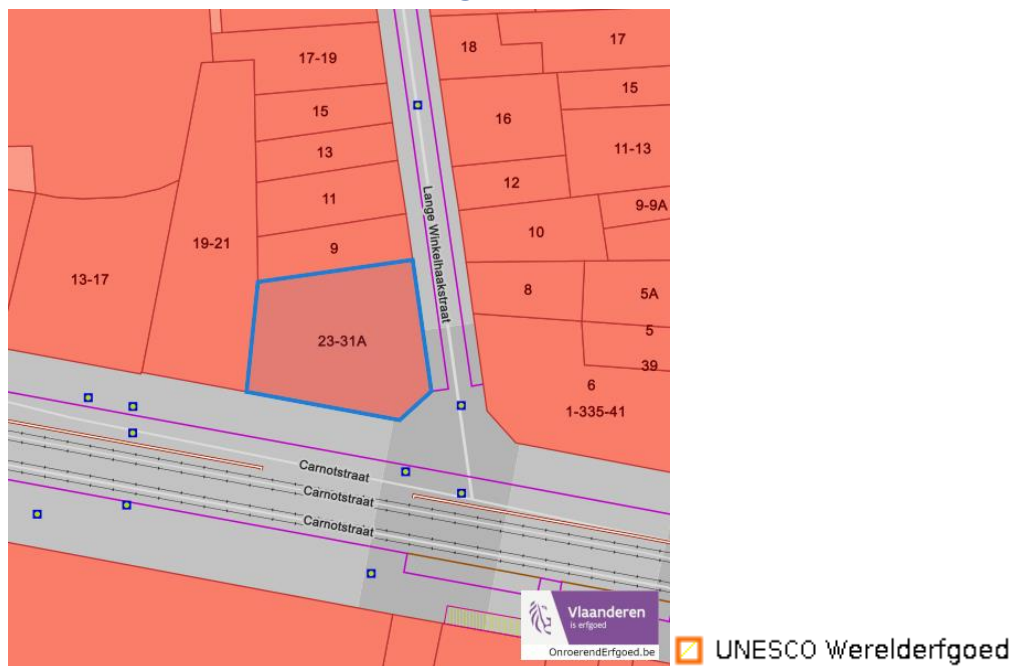 17-19
18
17
15
15
16
11-13
13
12
11
9-9A
19-21
9
10
13-17
Lange Winkelhaakstraat
8
5A
23-31A
5
39
6
1-335-41
Carnotstraat
Carnotstraat
Carnotstraat
Vlaanderen
is erfgoed
OnroerendErfgoed.be
UNESCO Werelderfgoed